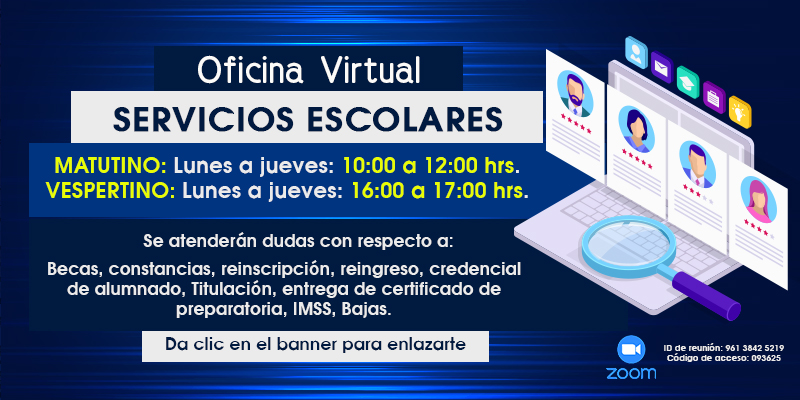 Oficina Virtual
SERVICIOS ESCOLARES
MATUTINO: Lunes a jueves: 10:00 a 12:00 hrs.
VESPERTINO: Lunes a jueves: 16:00 a 17:00 hrs.
Se atenderán dudas con respecto a:
Becas, constancias, reinscripción, reingreso, credencial
de alumnado, Titulación, entrega de certificado de
preparatoria, IMSS, Bajas.
Da clic en el banner para enlazarte
zoom
ID de reunión: 961 3842 5219
Código de acceso: 093625